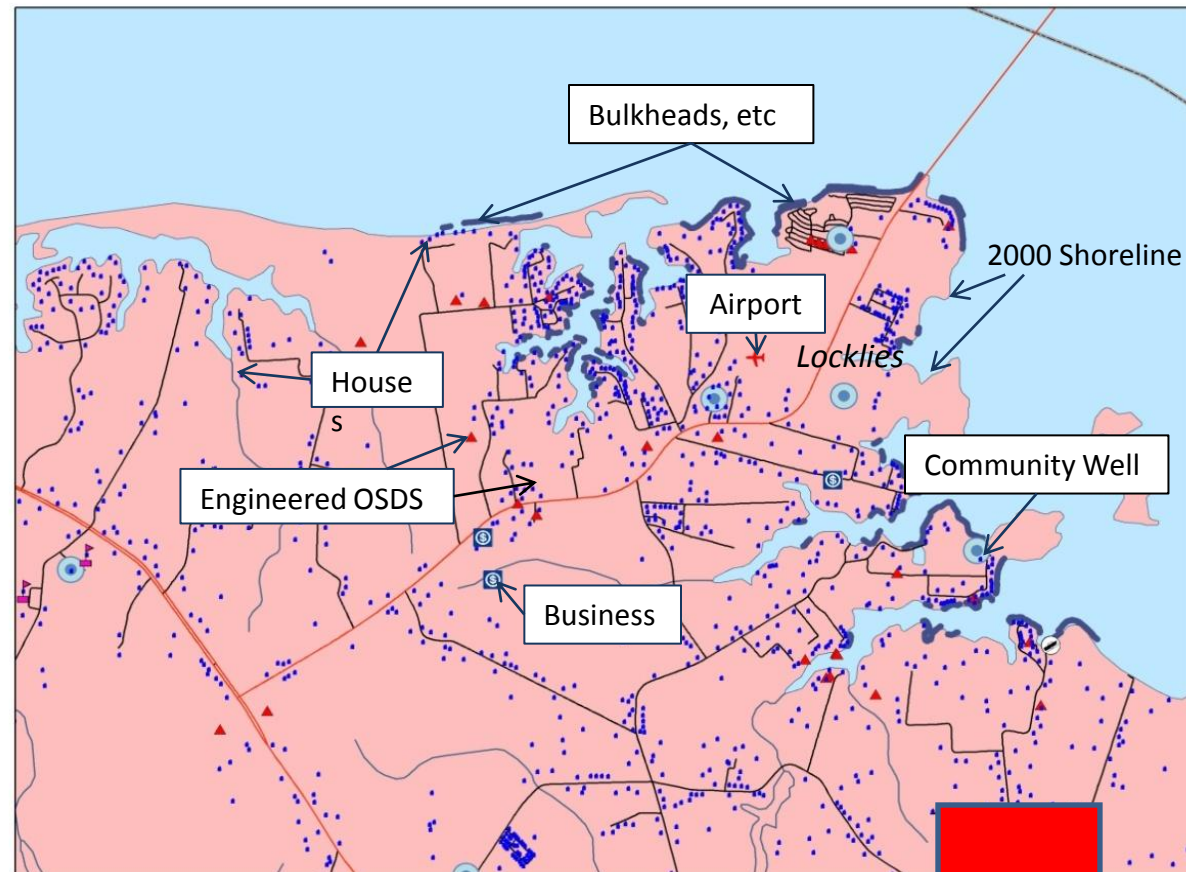 Bulkheads, etc
2000 Shoreline
Airport
Locklies
House
s
Community Well
Engineered OSDS
Business